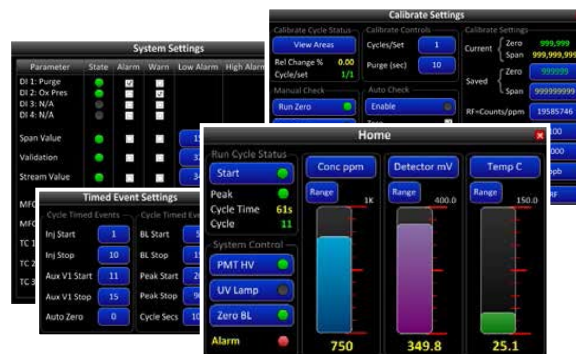 System Settings
Parameter State Alarm Warn Low Alarm High Alarm
DI 1: Purge
DI 2: Ox Pres
DI 3: N/A
DI 4: N/A
Span Value
Validation
Stream Value
TC 1
TC 2
TC 3
Calibrate Settings
Calibrate Cycle Status
View Areas
Rel Change % 0.00
Cycle/set 1/1
Manual Check
Run Zero
Calibrate Controls
Cycles/Set 1
Purge (sec) 10
Auto Check
Enable
Calibrate Settings
Current Zero 999,999
Span 999,999,999
Saved Zero 999999
Span 999999999
RF=Counts/ppm 19585746
Timed Event Settings
Cycle Timed Events
Inj Start 1
Inj Stop 10
Aux V1 Start 11
Aux V1 Stop 15
Auto Zero 0
BL Start
BL Stop
Peak Start
Peak Stop
Cycle Secs
Home
Run Cycle Status
Start
Peak
Cycle Time 61s
Cycle 11
System Control
PMT HV
UV Lamp
Zero BL
Alarm
Conc ppm
Range 1K
750
Detector mV
Range 400.0
349.8
Temp C
Range 150.0
25.1